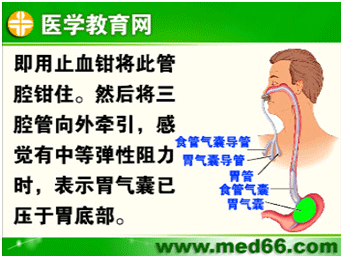 医学教育网
即用止血钳将此管
腔钳住。然后将三
腔管向外牵引，感
觉有中等弹性阻力
时，表示胃气囊已
压于胃底部。
食管气囊导管
胃气囊导管
胃管
食管气囊
胃气囊
www.med66.com